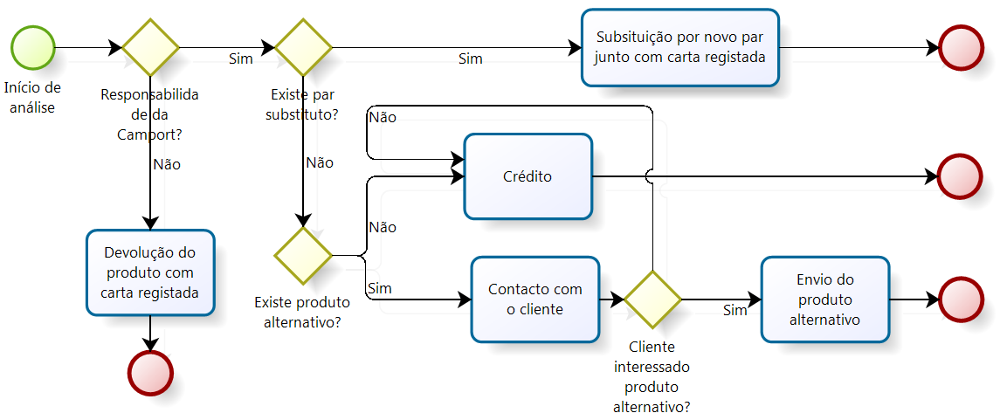 Início de
análise
Responsabilida
de da
Camport?
Sim
Existe par
substituto?
Sim
Subsituição por novo par
junto com carta registada
Não
Devolução do
produto com
carta registada
Não
Existe produto
alternativo?
Não
Não
Crédito
Sim
Contacto com
o cliente
Cliente
interessado
produto
alternativo?
Sim
Envio do
produto
alternativo